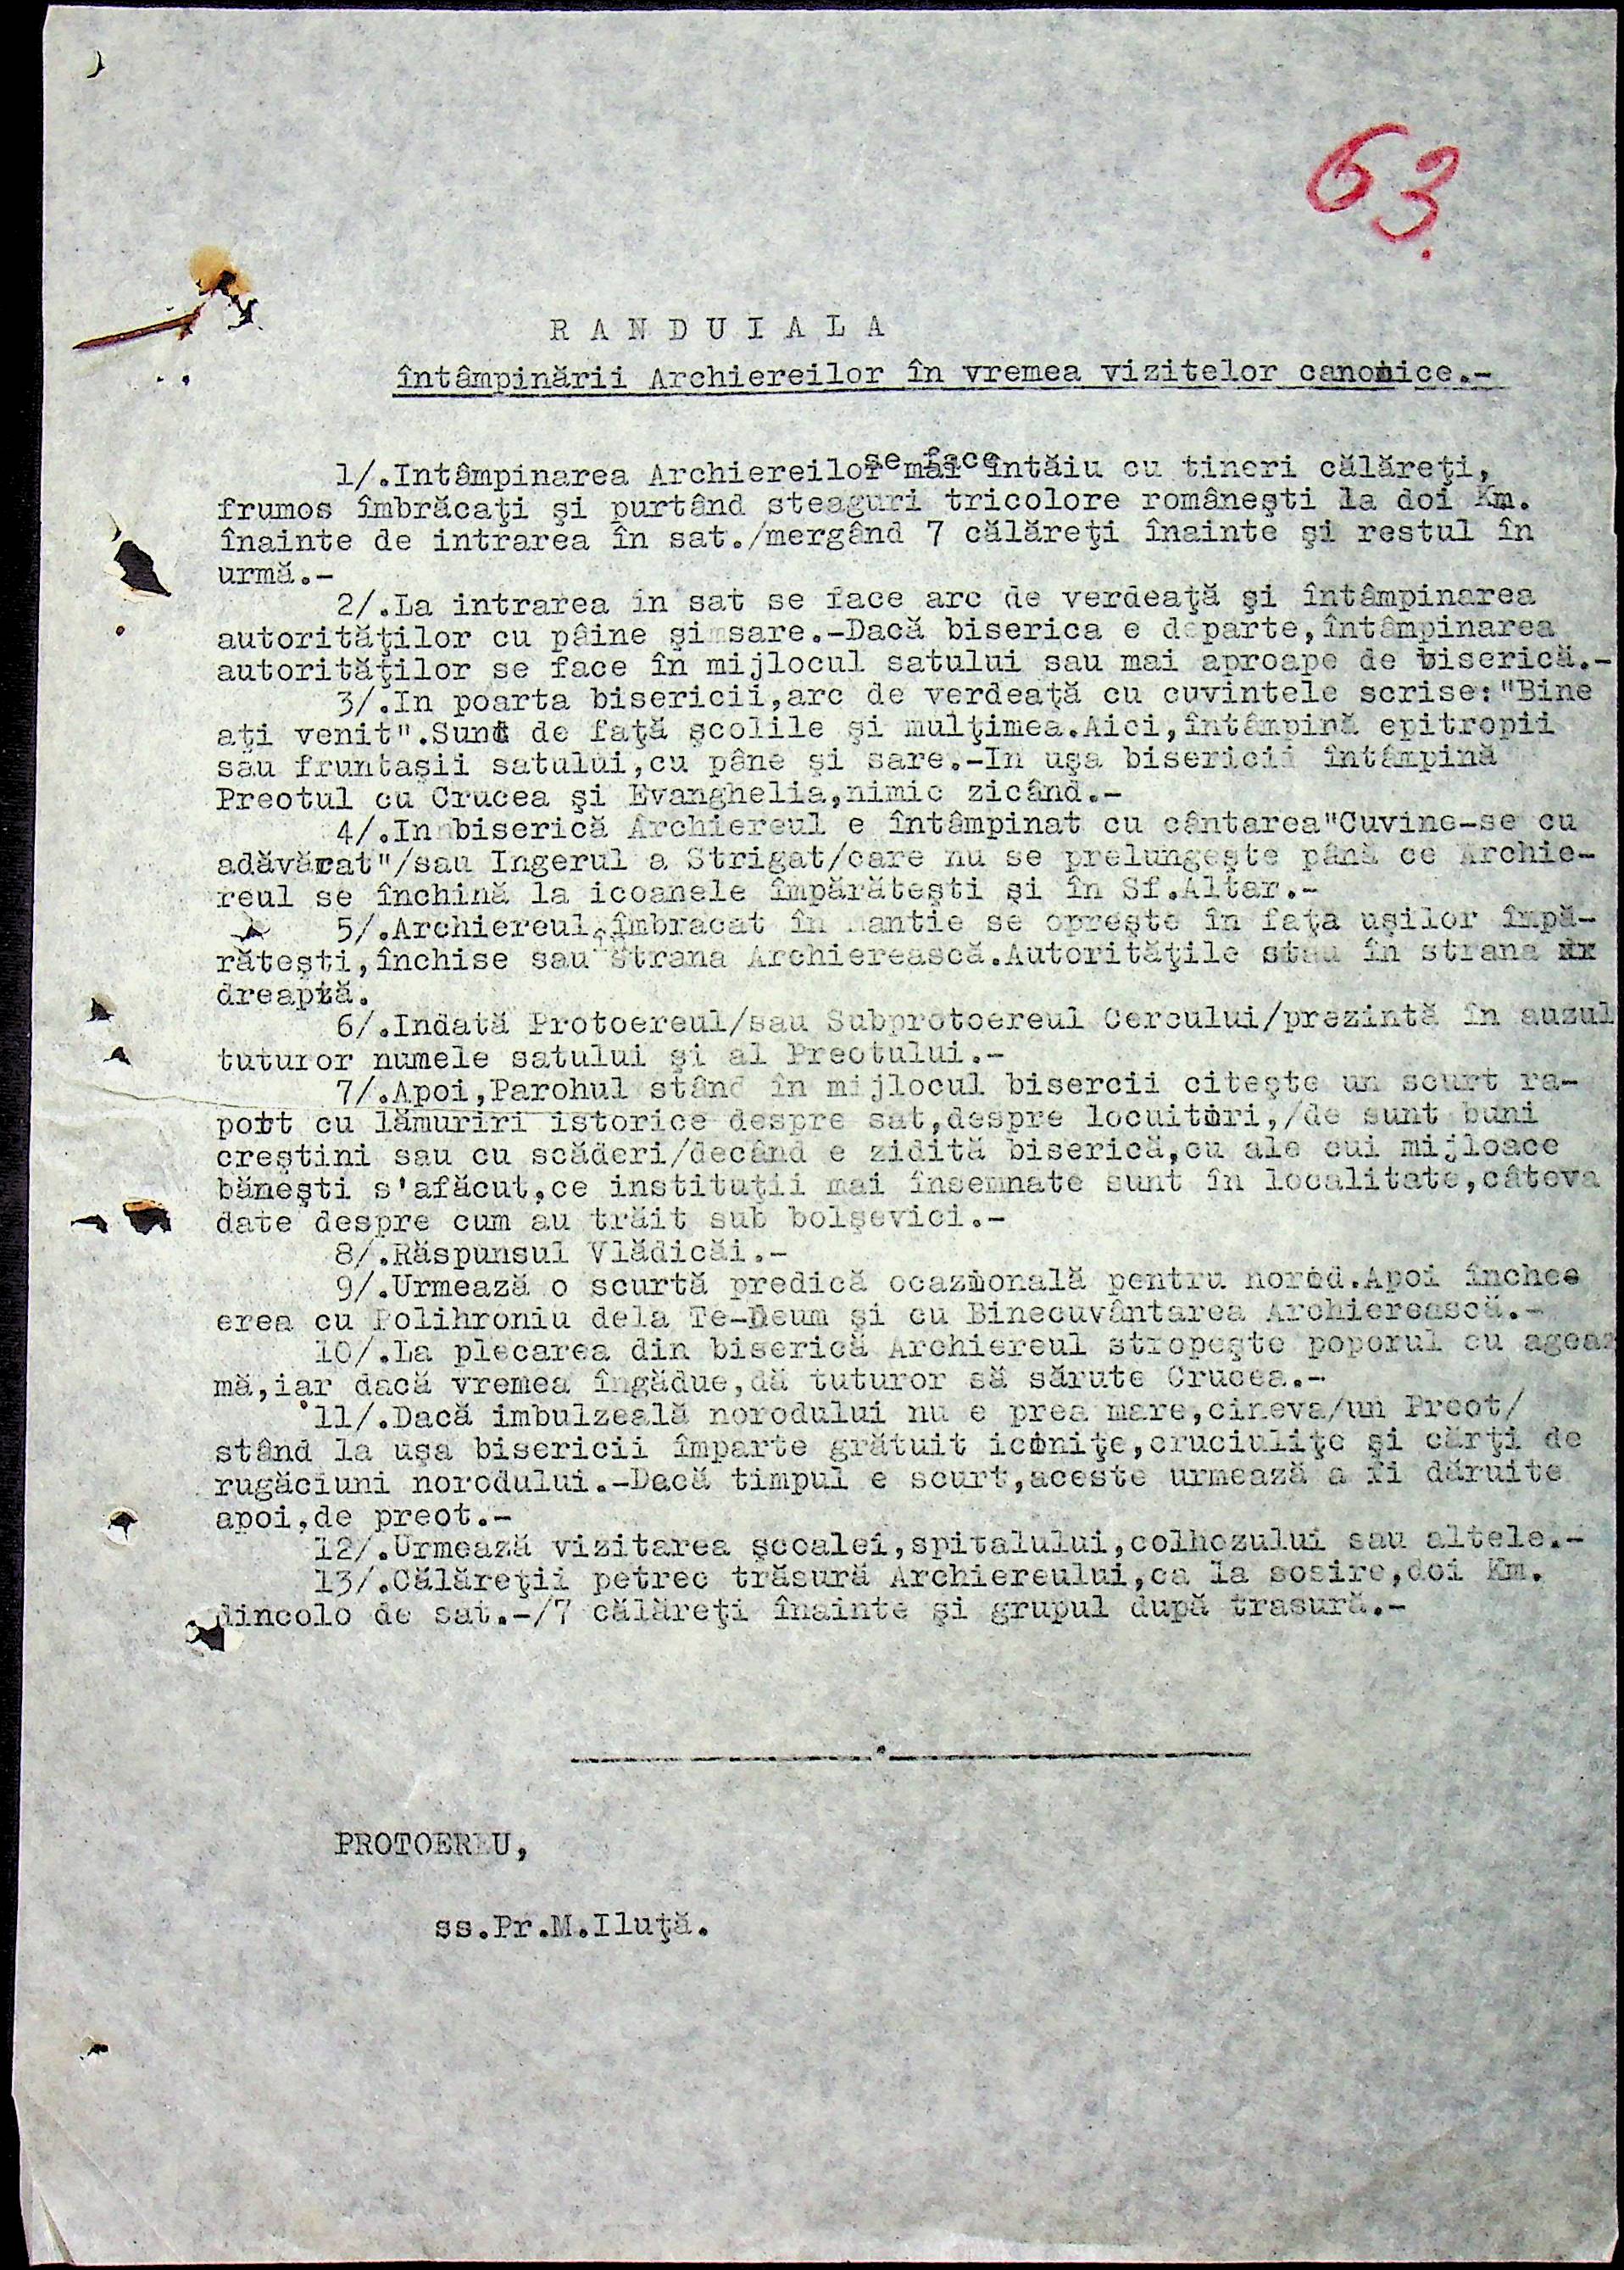 63.
R A N D U I A L A
întâmpinării Archiereilor în vremea vizitelor canonice.-
1/.Intâmpinarea Archiereilor se face mai întăiu cu tineri călăreţi,
frumos îmbrăcaţi şi purtând steaguri tricolore româneşti la doi Km.
înainte de intrarea în sat./mergând 7 călăreţi înainte şi restul în
urmă.-
2/.La intrarea în sat se face arc de verdeaţă şi întâmpinarea
autorităţilor cu pâine şi sare.-Dacă biserica e departe,întâmpinarea
autorităţilor se face în mijlocul satului sau mai aproape de biserică.-
3/.In poarta bisericii,arc de verdeaţă cu cuvintele scrise:"Bine
aţi venit".Sunt de faţă şcolile şi mulţimea.Aici,întâmpină epitropii
sau fruntaşii satului,cu pâne şi sare.-In uşa bisericii întâmpină
Preotul cu Crucea şi Evanghelia,nimic zicând.-
4/.In biserică Archiereul e întâmpinat cu cântarea"Cuvine-se cu
adăvărat"/sau Ingerul a Strigat/care nu se prelungeşte până ce Archie-
reul se închină la icoanele împărăteşti şi în Sf.Altar.-
5/.Archiereul îmbracat în mantie se opreşte în faţa uşilor împă-
răteşti,închise sau în Strana Archierească.Autorităţile stau în strana
dreaptă.
6/.Indată Protoereul/sau Subprotoereul Cercului/prezintă în auzul
tuturor numele satului şi al Preotului.-
7/.Apoi,Parohul stând în mijlocul bisercii citeşte un scurt ra-
port cu lămuriri istorice despre sat,despre locuitori,/de sunt buni
creştini sau cu scăderi/decând e zidită biserică,cu ale cui mijloace
băneşti s'afăcut,ce instituţii mai însemnate sunt în localitate,câteva
date despre cum au trăit sub bolşevici.-
8/.Răspunsul Vlădicăi.-
9/.Urmează o scurtă predică ocazională pentru norod.Apoi închee
erea cu Polihroniu dela Te-Deum şi cu Binecuvântarea Archierească.-
10/.La plecarea din biserică Archiereul stropeşte poporul cu ageaz
mă,iar dacă vremea îngădue,dă tuturor să sărute Crucea.-
11/.Dacă imbulzeală norodului nu e prea mare,cineva/un Preot/
stând la uşa bisericii împarte grătuit iconiţe,cruciuliţe şi cărţi de
rugăciuni norodului.-Dacă timpul e scurt,aceste urmează a fi dăruite
apoi,de preot.-
12/.Urmează vizitarea şcoalei,spitalului,colhozului sau altele.-
13/.Călăreţii petrec trăsură Archiereului,ca la sosire,doi Km.
dincolo de sat.-/7 călăreţi înainte şi grupul după trasură.-
PROTOEREU,
ss.Pr.M.Iluţă.